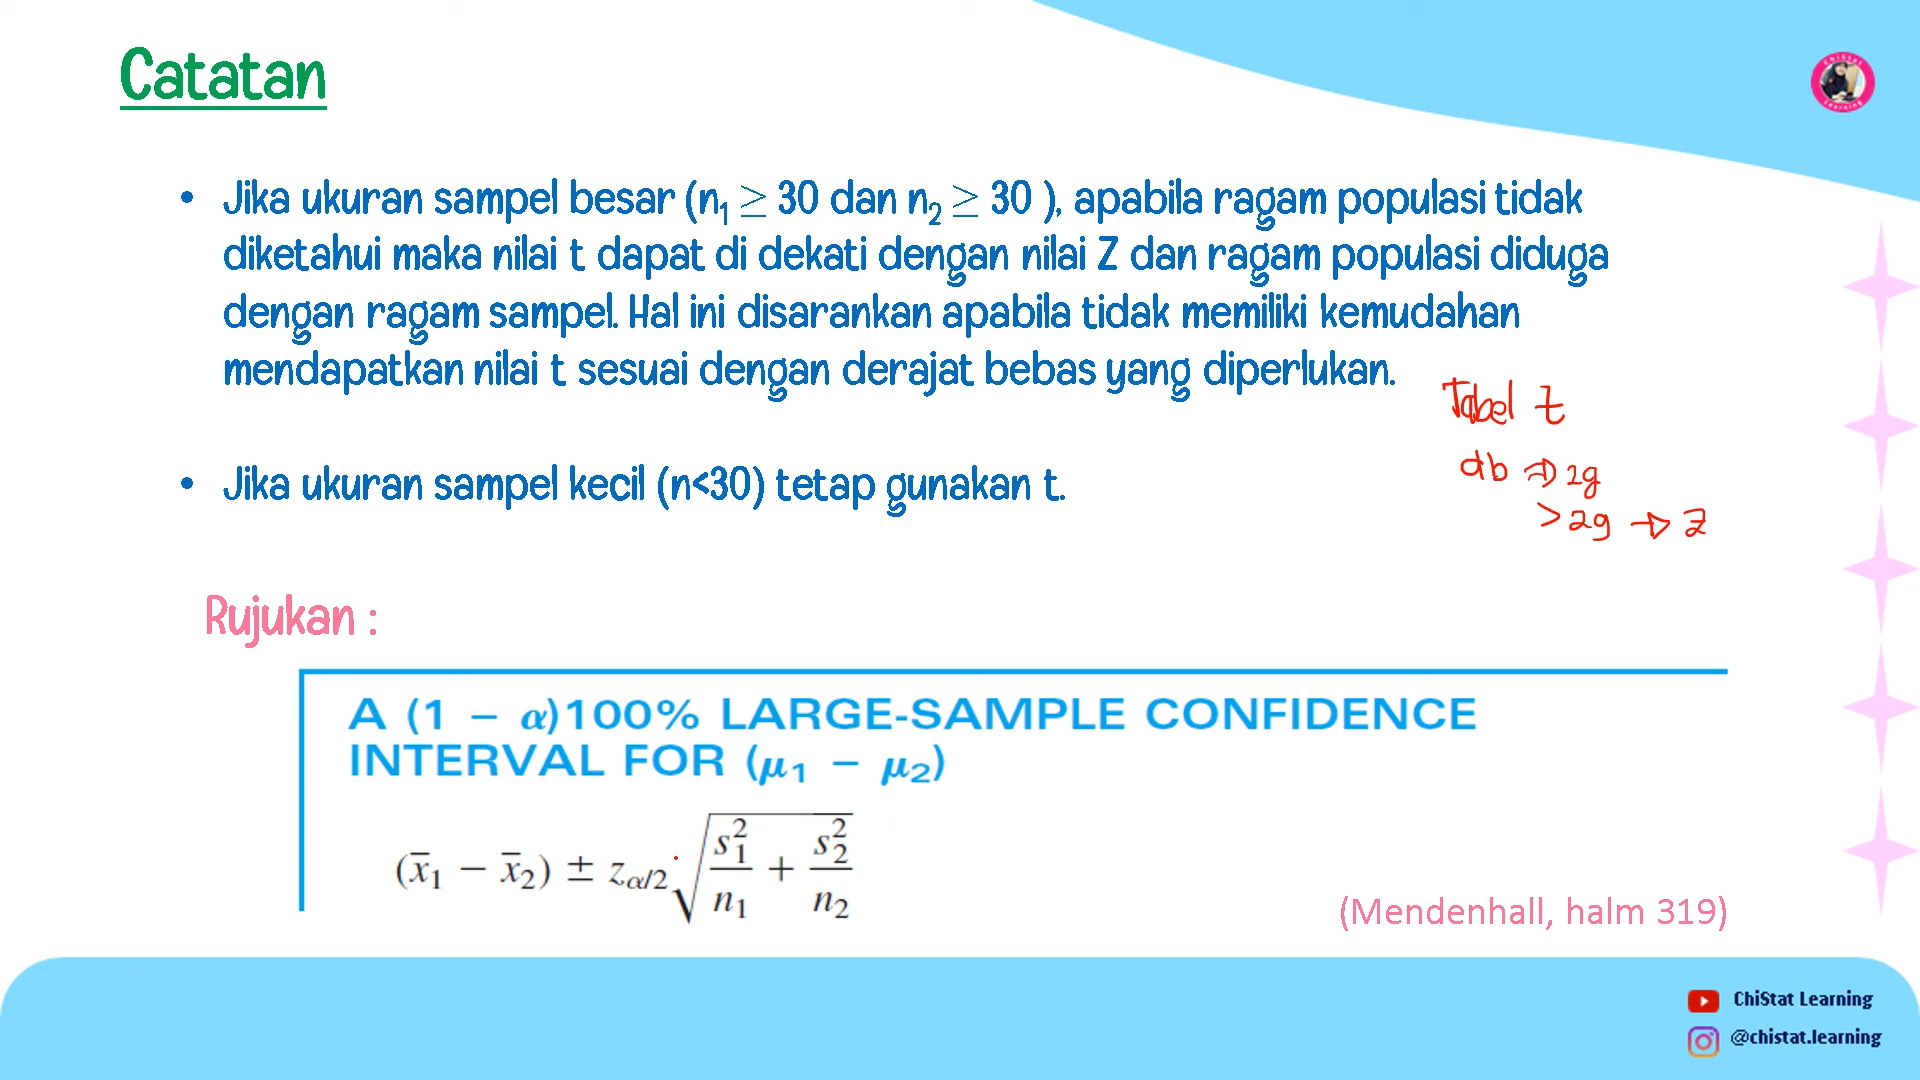 Catatan
• Jika ukuran sampel besar (n₁ ≥ 30 dan n₂ ≥ 30 ), apabila ragam populasi tidak
diketahui maka nilai t dapat di dekati dengan nilai Z dan ragam populasi diduga
dengan ragam sampel. Hal ini disarankan apabila tidak memiliki kemudahan
mendapatkan nilai t sesuai dengan derajat bebas yang diperlukan.
Tabel t
db ⇒ 29
> 29 → Z
• Jika ukuran sampel kecil (n<30) tetap gunakan t.
Rujukan :
A (1 − α)100% LARGE-SAMPLE CONFIDENCE
INTERVAL FOR (μ₁ − μ₂)
(x̄₁ − x̄₂) ± z_{α/2} √(s₁²/n₁ + s₂²/n₂)
(Mendenhall, halm 319)
ChiStat Learning
ChiStat Learning
@chistat.learning